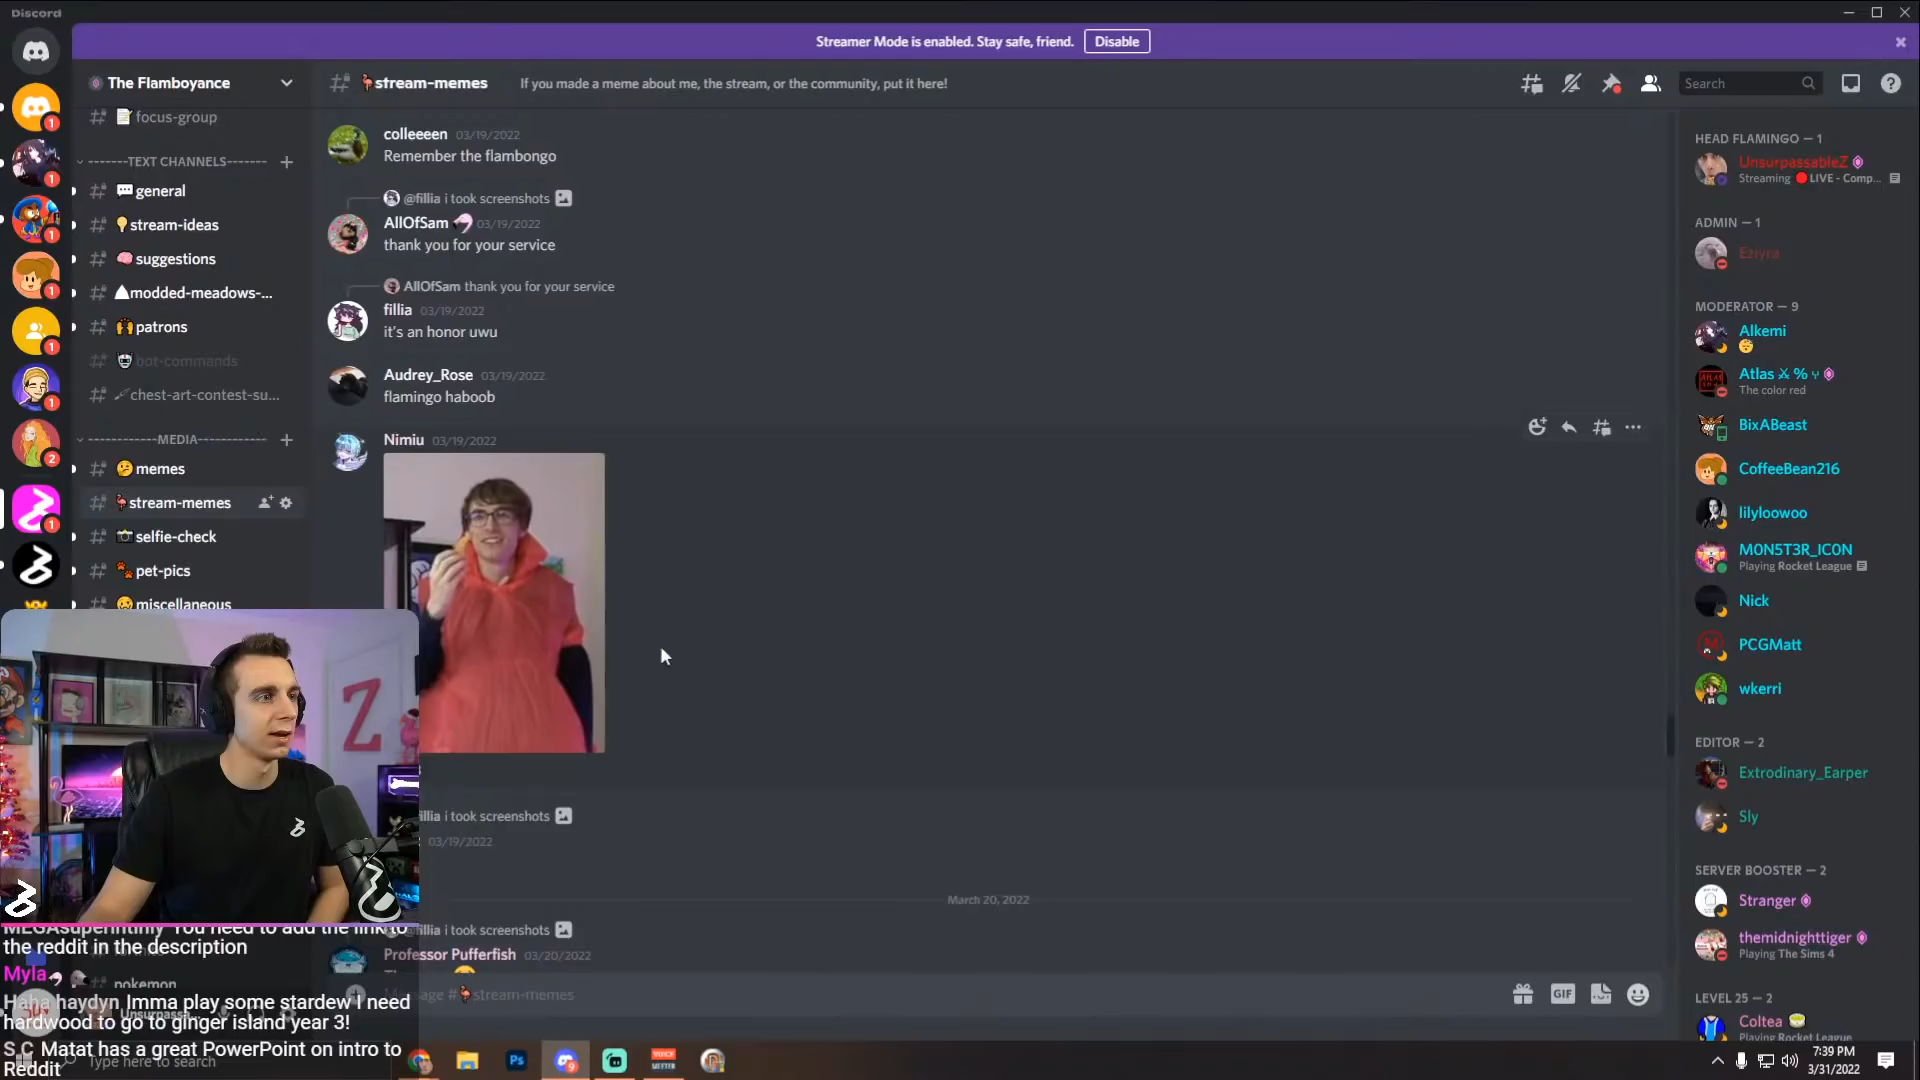 Discord
Streamer Mode is enabled. Stay safe, friend.
Disable
The Flamboyance
stream-memes
If you made a meme about me, the stream, or the community, put it here!
Search
focus-group
-------TEXT CHANNELS-------
general
stream-ideas
suggestions
modded-meadows-...
patrons
bot-commands
chest-art-contest-su...
------------MEDIA------------
memes
stream-memes
selfie-check
pet-pics
miscellaneous
pokemon
colleeeen 03/19/2022
Remember the flambongo
@fillia i took screenshots
AllOfSam 03/19/2022
thank you for your service
AllOfSam thank you for your service
fillia 03/19/2022
it's an honor uwu
Audrey_Rose 03/19/2022
flamingo haboob
Nimiu 03/19/2022
fillia i took screenshots
03/19/2022
March 20, 2022
fillia i took screenshots
Professor Pufferfish 03/20/2022
Message #stream-memes
GIF
HEAD FLAMINGO — 1
UnsurpassableZ
Streaming LIVE - Comp...
ADMIN — 1
Eziyra
MODERATOR — 9
Alkemi
Atlas
The color red
BixABeast
CoffeeBean216
lilyloowoo
M0N5T3R_IC0N
Playing Rocket League
Nick
PCGMatt
wkerri
EDITOR — 2
Extrodinary_Earper
Sly
SERVER BOOSTER — 2
Stranger
themidnighttiger
Playing The Sims 4
LEVEL 25 — 2
Coltea
Playing Rocket League
Z
You need to add the link to
the reddit in the description
Myla
Haha haydyn Imma play some stardew I need
hardwood to go to ginger island year 3!
S C Matat has a great PowerPoint on intro to
Reddit
Type here to search
Ps
7:39 PM
3/31/2022